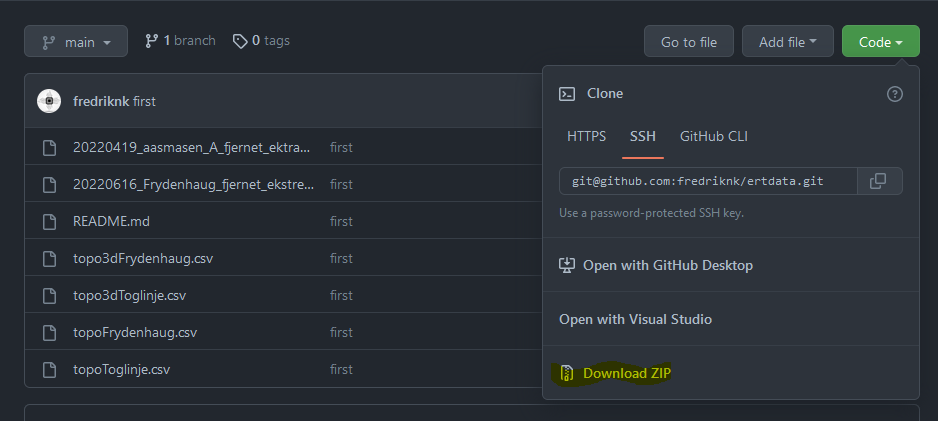 main
1 branch
0 tags
Go to file
Add file
Code
fredriknk first
20220419_aasmasen_A_fjernet_ektra... first
20220616_Frydenhaug_fjernet_ekstre... first
README.md first
topo3dFrydenhaug.csv first
topo3dToglinje.csv first
topoFrydenhaug.csv first
topoToglinje.csv first
Clone
HTTPS SSH GitHub CLI
git@github.com:fredriknk/ertdata.git
Use a password-protected SSH key.
Open with GitHub Desktop
Open with Visual Studio
Download ZIP